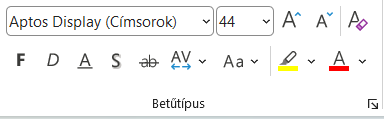 Aptos Display (Címsorok) 44 A A A
F D A S ab AV Aa A
Betűtípus